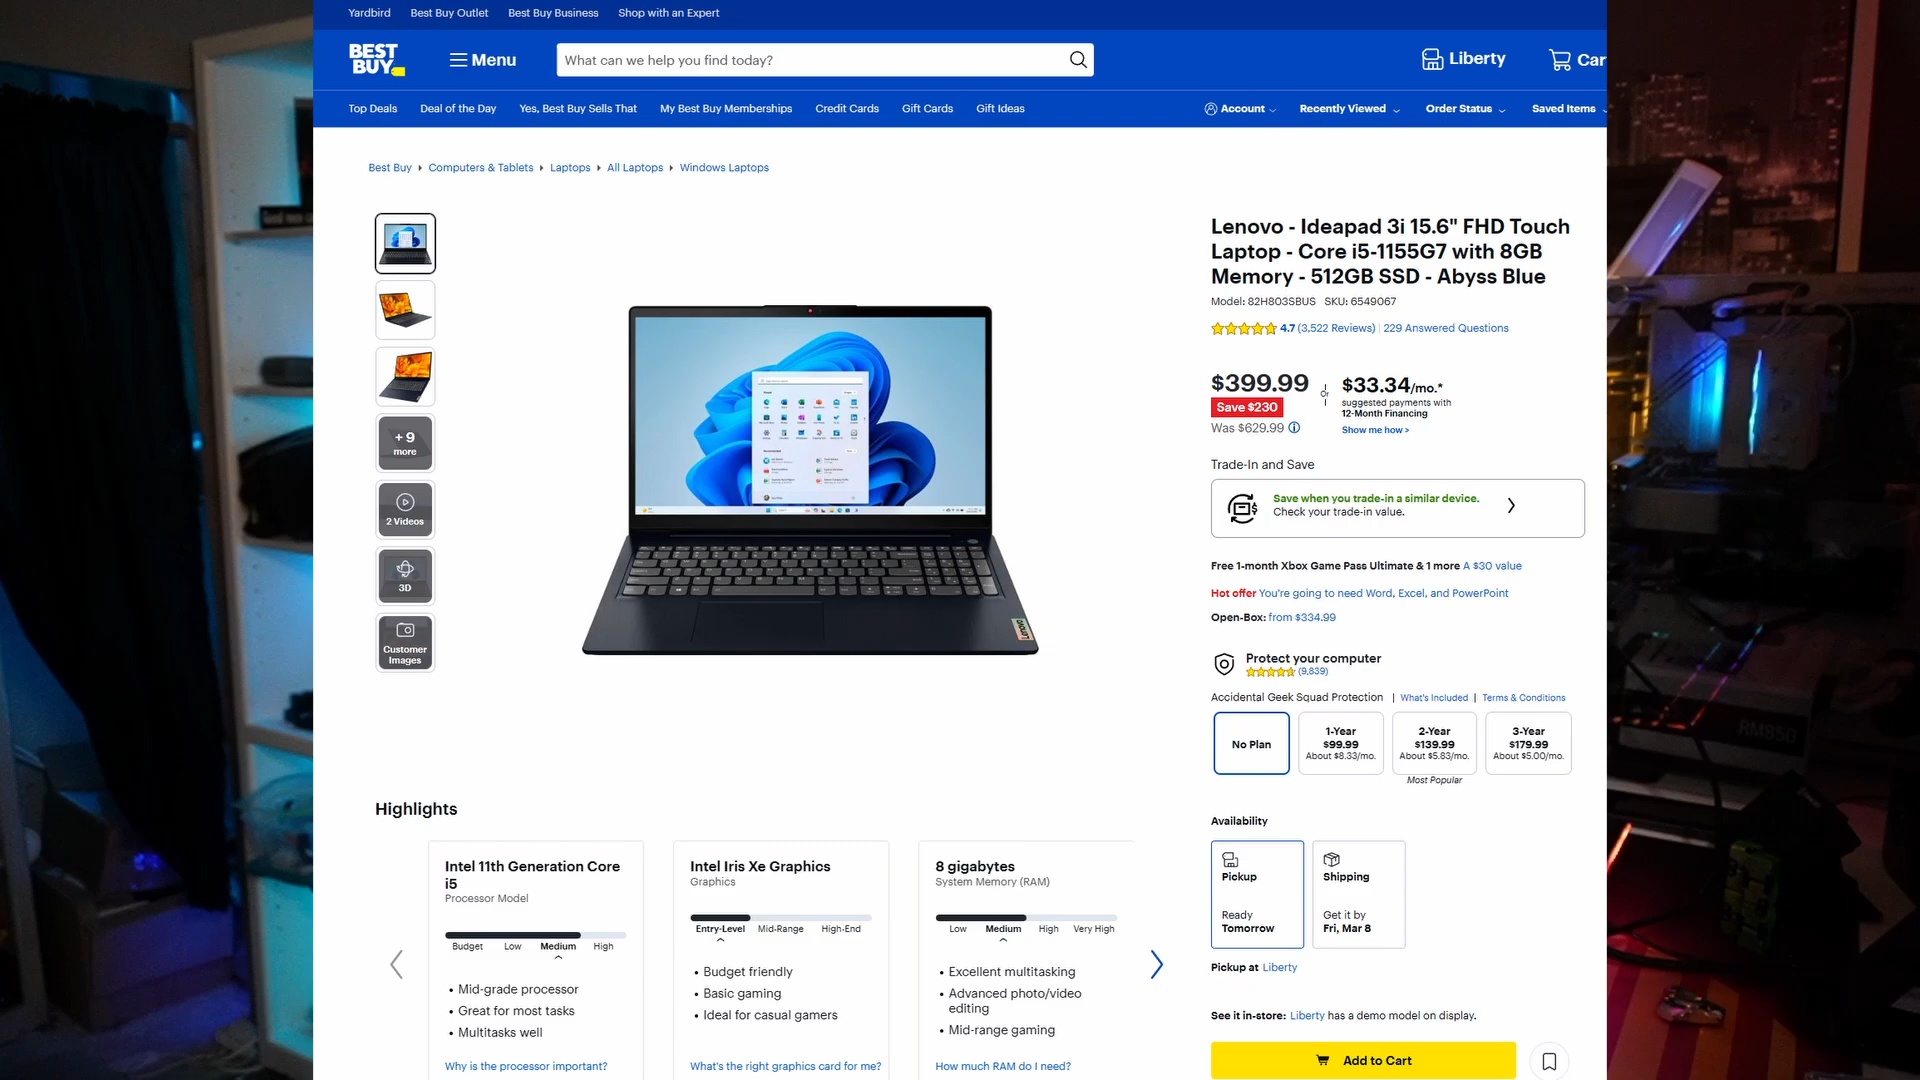 Yardbird Best Buy Outlet Best Buy Business Shop with an Expert
BEST
BUY
Menu
What can we help you find today?
Liberty
Car
Top Deals Deal of the Day Yes, Best Buy Sells That My Best Buy Memberships Credit Cards Gift Cards Gift Ideas
Account Recently Viewed Order Status Saved Items
Best Buy Computers & Tablets Laptops All Laptops Windows Laptops
+ 9
more
2 Videos
3D
Customer
Images
Lenovo
Lenovo - Ideapad 3i 15.6" FHD Touch
Laptop - Core i5-1155G7 with 8GB
Memory - 512GB SSD - Abyss Blue
Model: 82H803SBUS SKU: 6549067
4.7 (3,522 Reviews) 229 Answered Questions
$399.99
Save $230
Was $629.99
Or
$33.34/mo.*
suggested payments with
12-Month Financing
Show me how >
Trade-In and Save
Save when you trade-in a similar device.
Check your trade-in value.
Free 1-month Xbox Game Pass Ultimate & 1 more A $30 value
Hot offer You're going to need Word, Excel, and PowerPoint
Open-Box: from $334.99
Protect your computer
(9,839)
Accidental Geek Squad Protection | What's Included | Terms & Conditions
No Plan
1-Year
$99.99
About $8.33/mo.
2-Year
$139.99
About $5.83/mo.
Most Popular
3-Year
$179.99
About $5.00/mo.
Availability
Pickup
Ready
Tomorrow
Shipping
Get it by
Fri, Mar 8
Pickup at Liberty
See it in-store: Liberty has a demo model on display.
Add to Cart
Highlights
Intel 11th Generation Core
i5
Processor Model
Budget Low Medium High
• Mid-grade processor
• Great for most tasks
• Multitasks well
Why is the processor important?
Intel Iris Xe Graphics
Graphics
Entry-Level Mid-Range High-End
• Budget friendly
• Basic gaming
• Ideal for casual gamers
What's the right graphics card for me?
8 gigabytes
System Memory (RAM)
Low Medium High Very High
• Excellent multitasking
• Advanced photo/video
editing
• Mid-range gaming
How much RAM do I need?
RM850